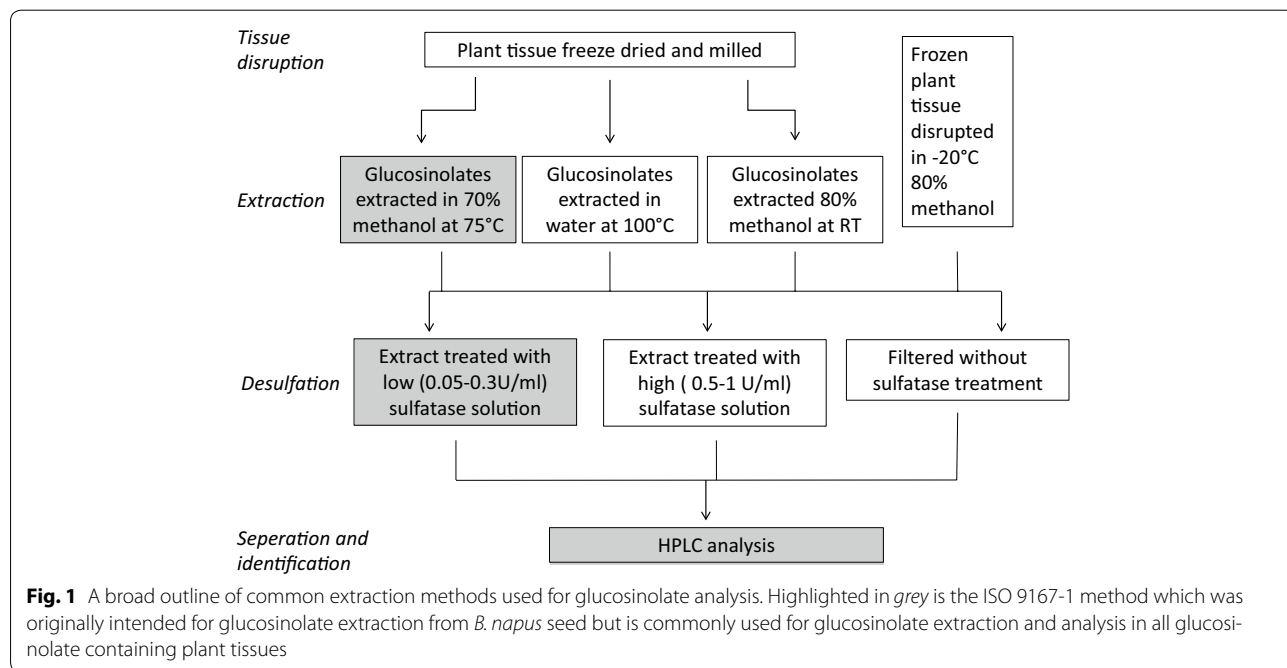 Tissue
disruption
Plant tissue freeze dried and milled
Frozen
plant
tissue
disrupted
in -20°C
80%
methanol
Extraction
Glucosinolates
extracted in 70%
methanol at 75°C
Glucosinolates
extracted in
water at 100°C
Glucosinolates
extracted 80%
methanol at RT
Desulfation
Extract treated with
low (0.05-0.3U/ml)
sulfatase solution
Extract treated with
high ( 0.5-1 U/ml)
sulfatase solution
Filtered without
sulfatase treatment
Seperation and
identification
HPLC analysis
Fig. 1 A broad outline of common extraction methods used for glucosinolate analysis. Highlighted in grey is the ISO 9167-1 method which was
originally intended for glucosinolate extraction from B. napus seed but is commonly used for glucosinolate extraction and analysis in all glucosi-
nolate containing plant tissues